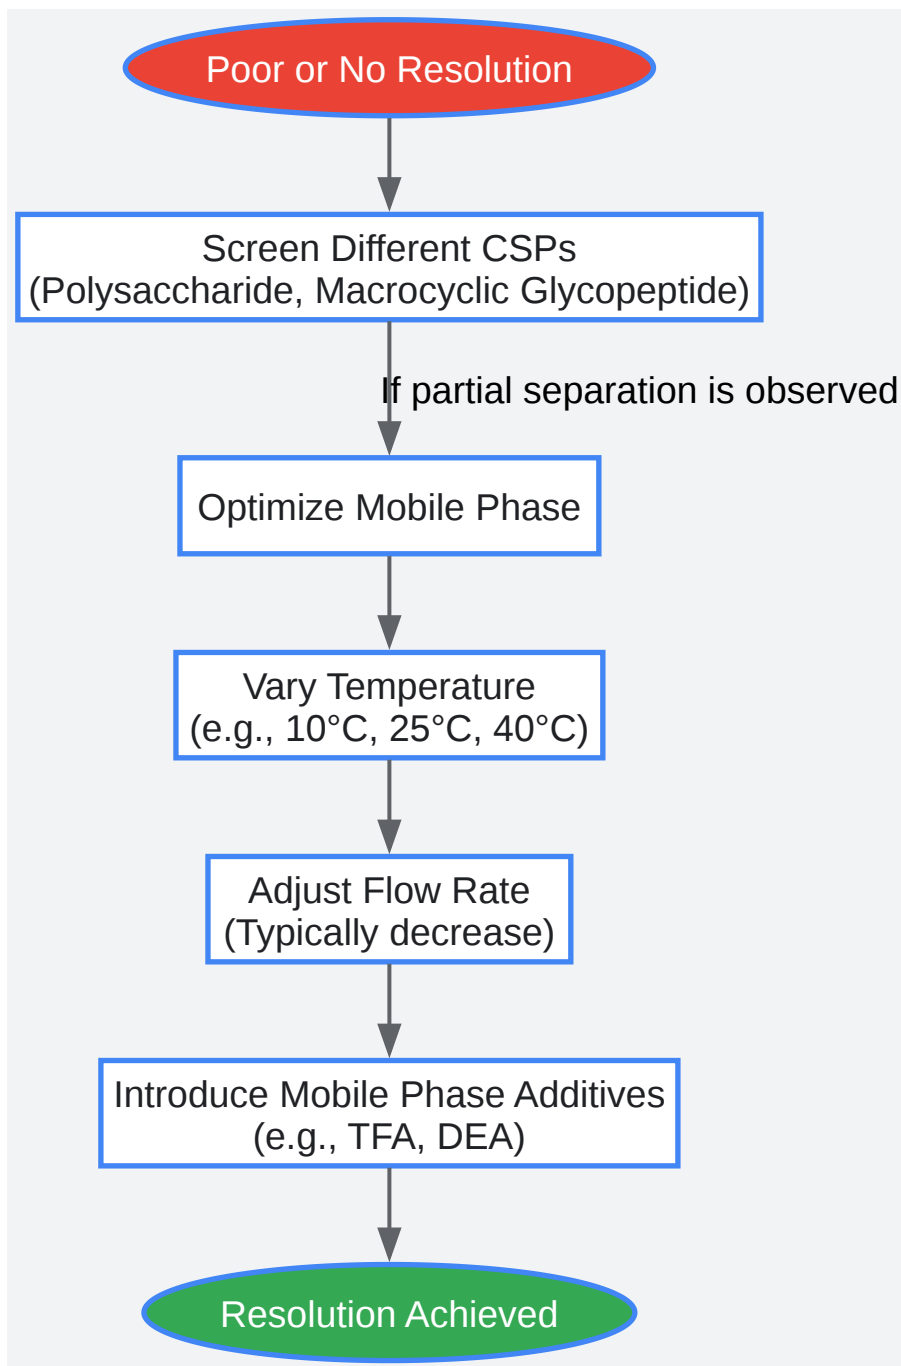 Poor or No Resolution
Screen Different CSPs
(Polysaccharide, Macrocyclic Glycopeptide)
If partial separation is observed
Optimize Mobile Phase
Vary Temperature
(e.g., 10°C, 25°C, 40°C)
Adjust Flow Rate
(Typically decrease)
Introduce Mobile Phase Additives
(e.g., TFA, DEA)
Resolution Achieved